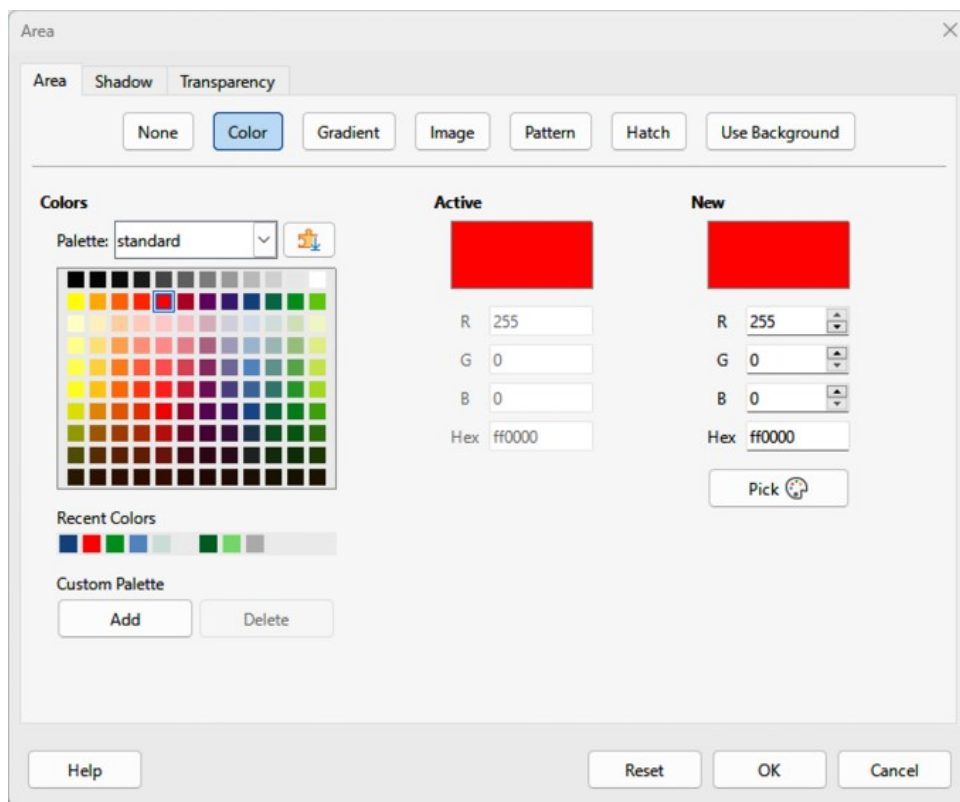 Area
Area Shadow Transparency
None Color Gradient Image Pattern Hatch Use Background
Colors Active New
Palette: standard
R 255 R 255
G 0 G 0
B 0 B 0
Hex ff0000 Hex ff0000
Pick
Recent Colors
Custom Palette
Add Delete
Help Reset OK Cancel